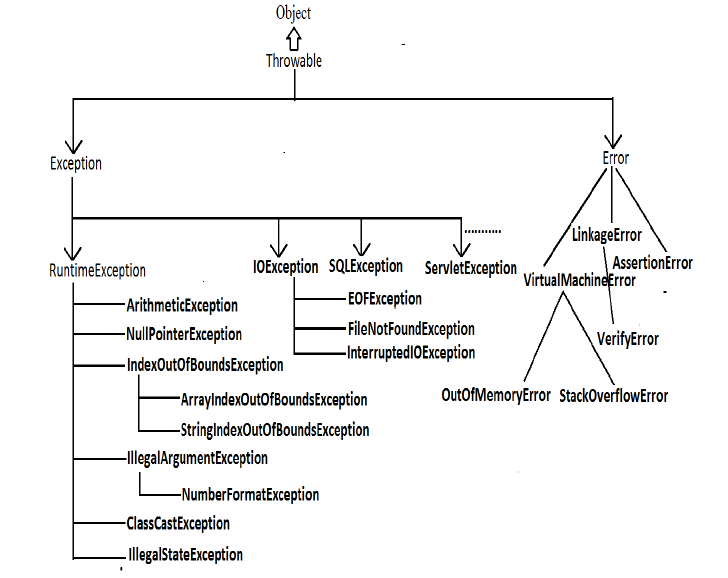 Object
Throwable
Exception
Error
RuntimeException
IOException
SQLException
ServletException
...........
LinkageError
AssertionError
VirtualMachineError
VerifyError
OutOfMemoryError
StackOverflowError
EOFException
FileNotFoundException
InterruptedIOException
ArithmeticException
NullPointerException
IndexOutOfBoundsException
ArrayIndexOutOfBoundsException
StringIndexOutOfBoundsException
IllegalArgumentException
NumberFormatException
ClassCastException
IllegalStateException